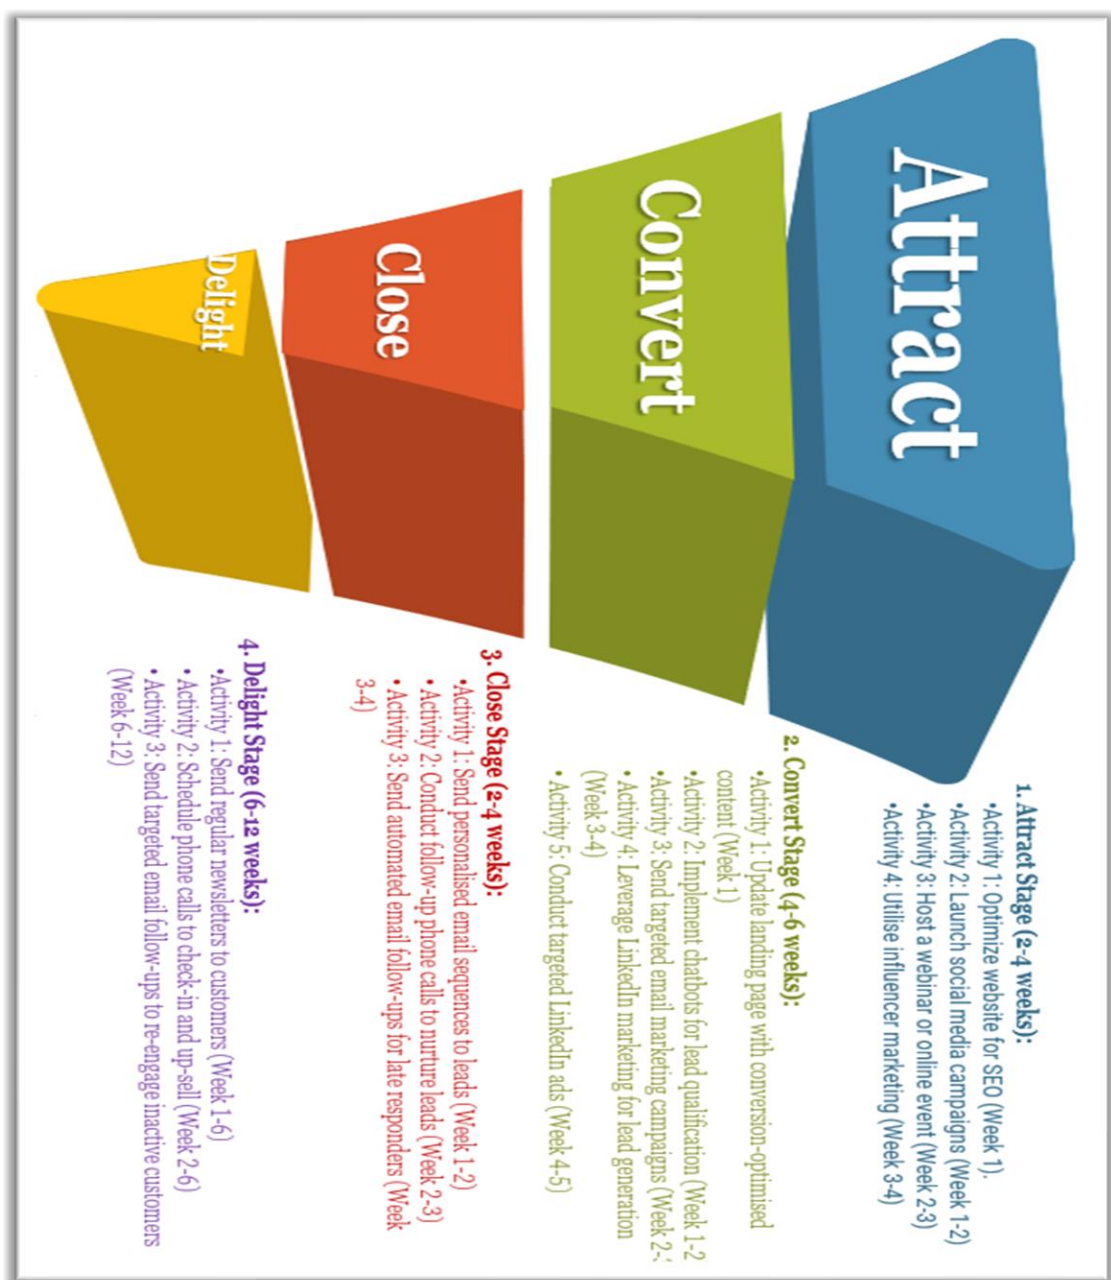 Attract
Convert
Close
Delight
1. Attract Stage (2-4 weeks):
•Activity 1: Optimize website for SEO (Week 1).
•Activity 2: Launch social media campaigns (Week 1-2)
•Activity 3: Host a webinar or online event (Week 2-3)
•Activity 4: Utilise influencer marketing (Week 3-4)
2. Convert Stage (4-6 weeks):
•Activity 1: Update landing page with conversion-optimised
content (Week 1)
•Activity 2: Implement chatbots for lead qualification (Week 1-2
•Activity 3: Send targeted email marketing campaigns (Week 2-
• Activity 4: Leverage LinkedIn marketing for lead generation
(Week 3-4)
• Activity 5: Conduct targeted LinkedIn ads (Week 4-5)
3. Close Stage (2-4 weeks):
•Activity 1: Send personalised email sequences to leads (Week 1-2)
• Activity 2: Conduct follow-up phone calls to nurture leads (Week 2-3)
• Activity 3: Send automated email follow-ups for late responders (Week
3-4)
4. Delight Stage (6-12 weeks):
•Activity 1: Send regular newsletters to customers (Week 1-6)
• Activity 2: Schedule phone calls to check-in and up-sell (Week 2-6)
• Activity 3: Send targeted email follow-ups to re-engage inactive customers
(Week 6-12)